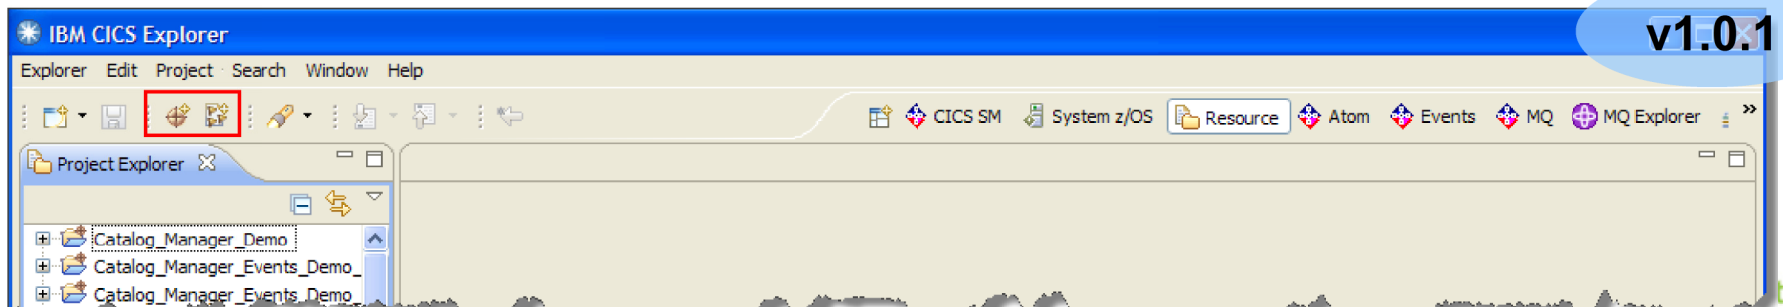 IBM CICS Explorer
v1.0.1
Explorer Edit Project Search Window Help
CICS SM System z/OS Resource Atom Events MQ MQ Explorer »
Project Explorer
Catalog_Manager_Demo
Catalog_Manager_Events_Demo_
Catalog_Manager_Events_Demo_